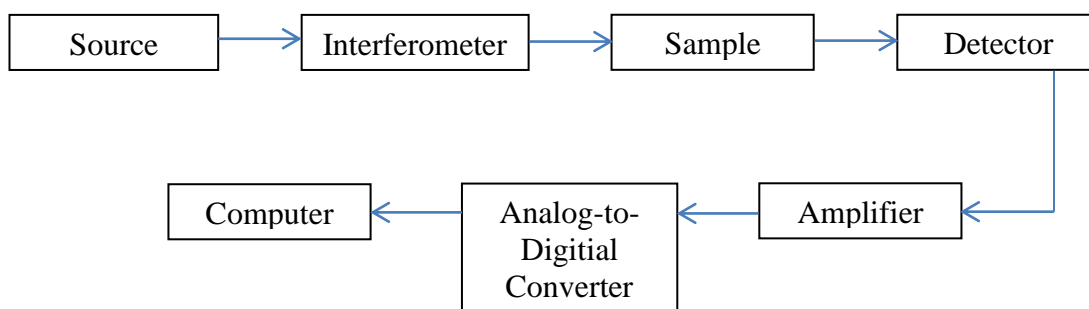 Source
Interferometer
Sample
Detector
Amplifier
Analog-to-
Digitial
Converter
Computer